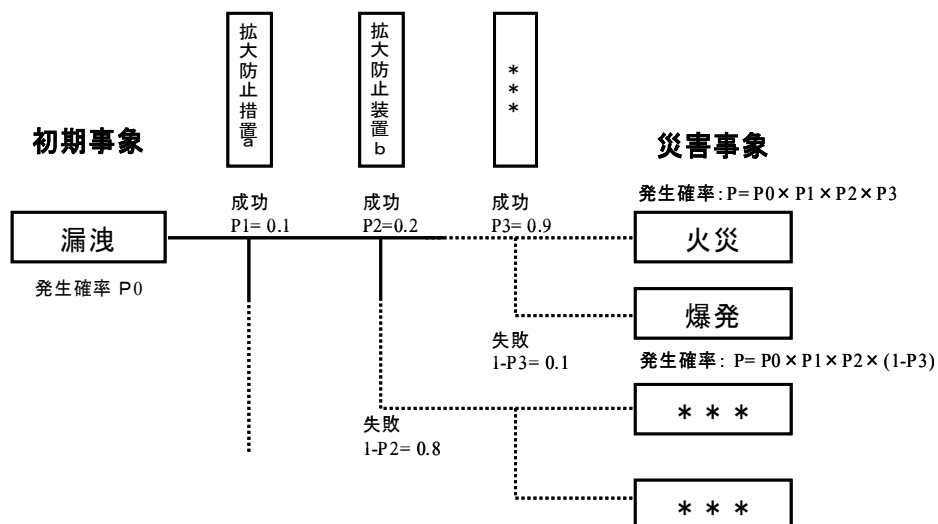 拡大防止措置a
拡大防止装置b
***
初期事象
災害事象
成功
P1= 0.1
成功
P2=0.2
成功
P3= 0.9
発生確率:P= P0× P1× P2× P3
漏洩
火災
発生確率 P0
爆発
失敗
1-P3= 0.1
発生確率: P= P0× P1× P2× (1-P3)
***
失敗
1-P2= 0.8
***